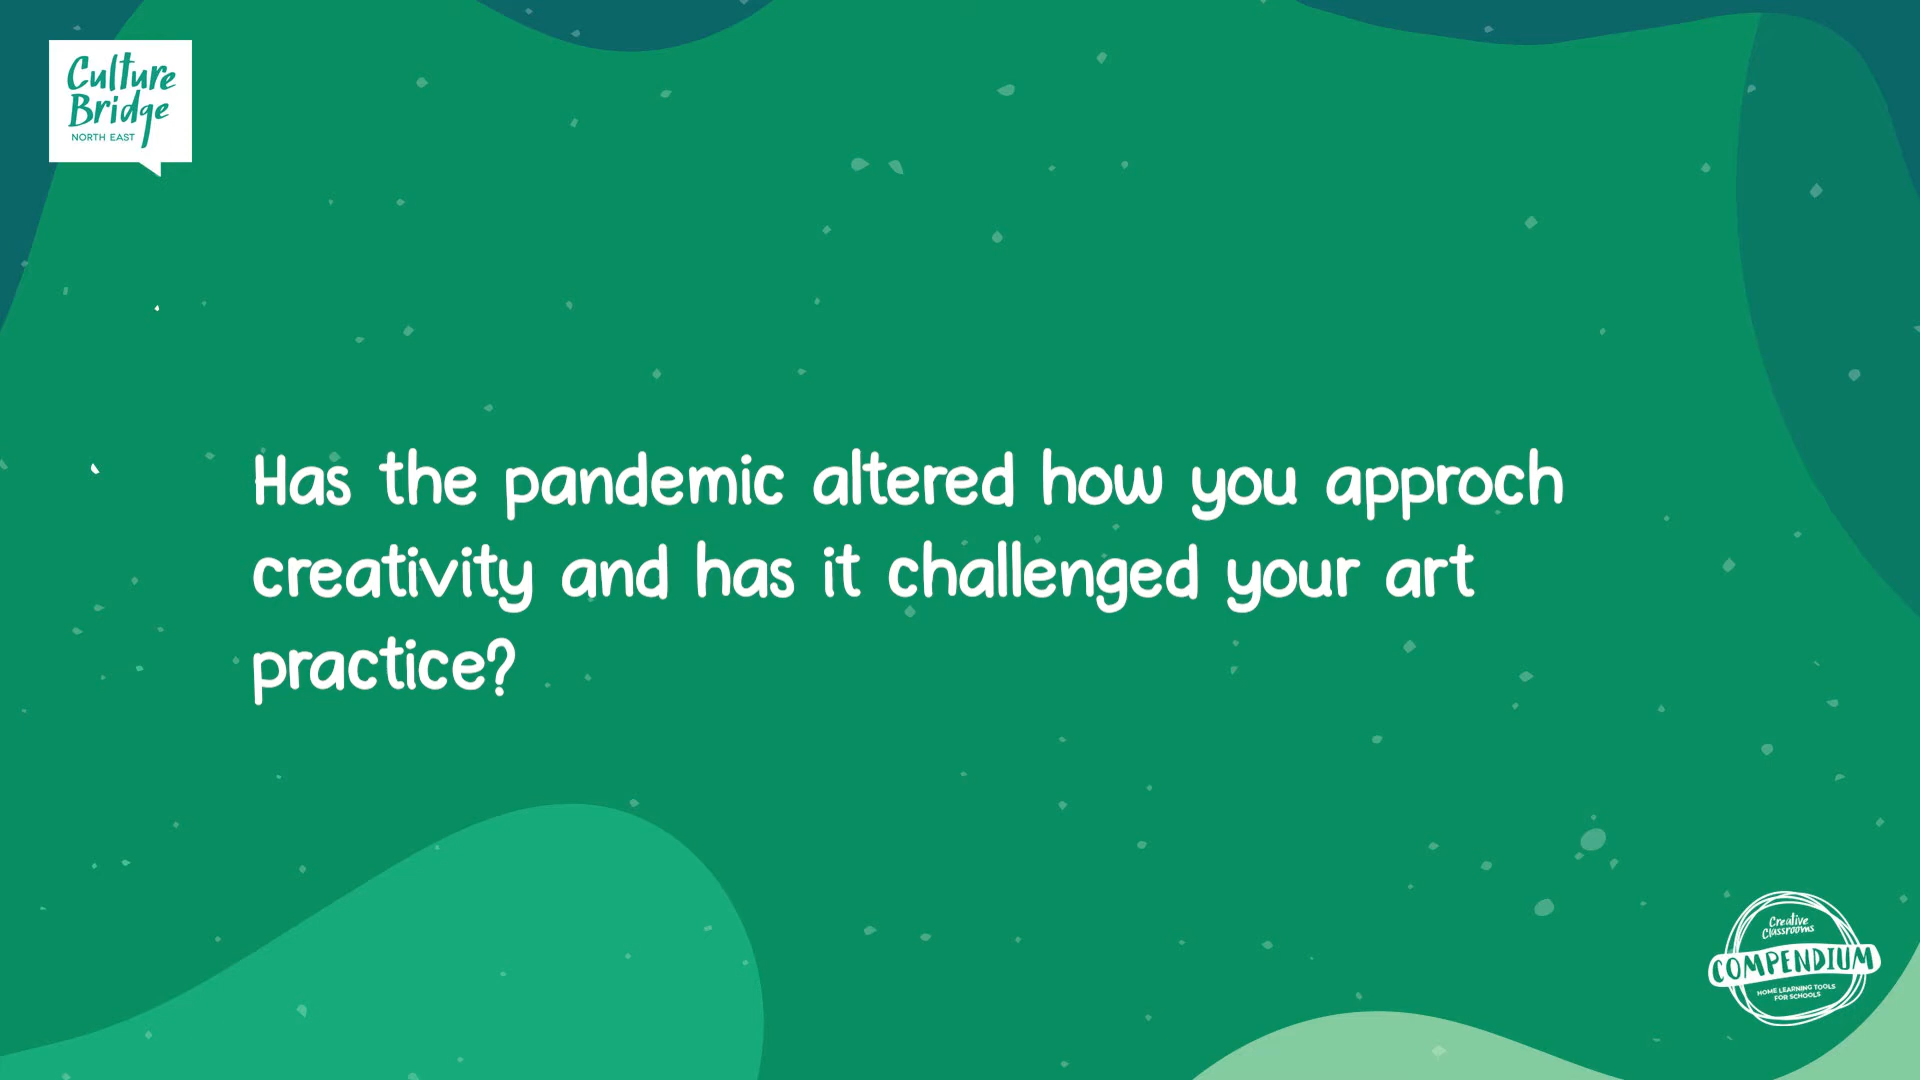 Culture
Bridge
NORTH EAST
Has the pandemic altered how you approch
creativity and has it challenged your art
practice?
Creative
Classrooms
COMPENDIUM
HOME LEARNING TOOLS
FOR SCHOOLS